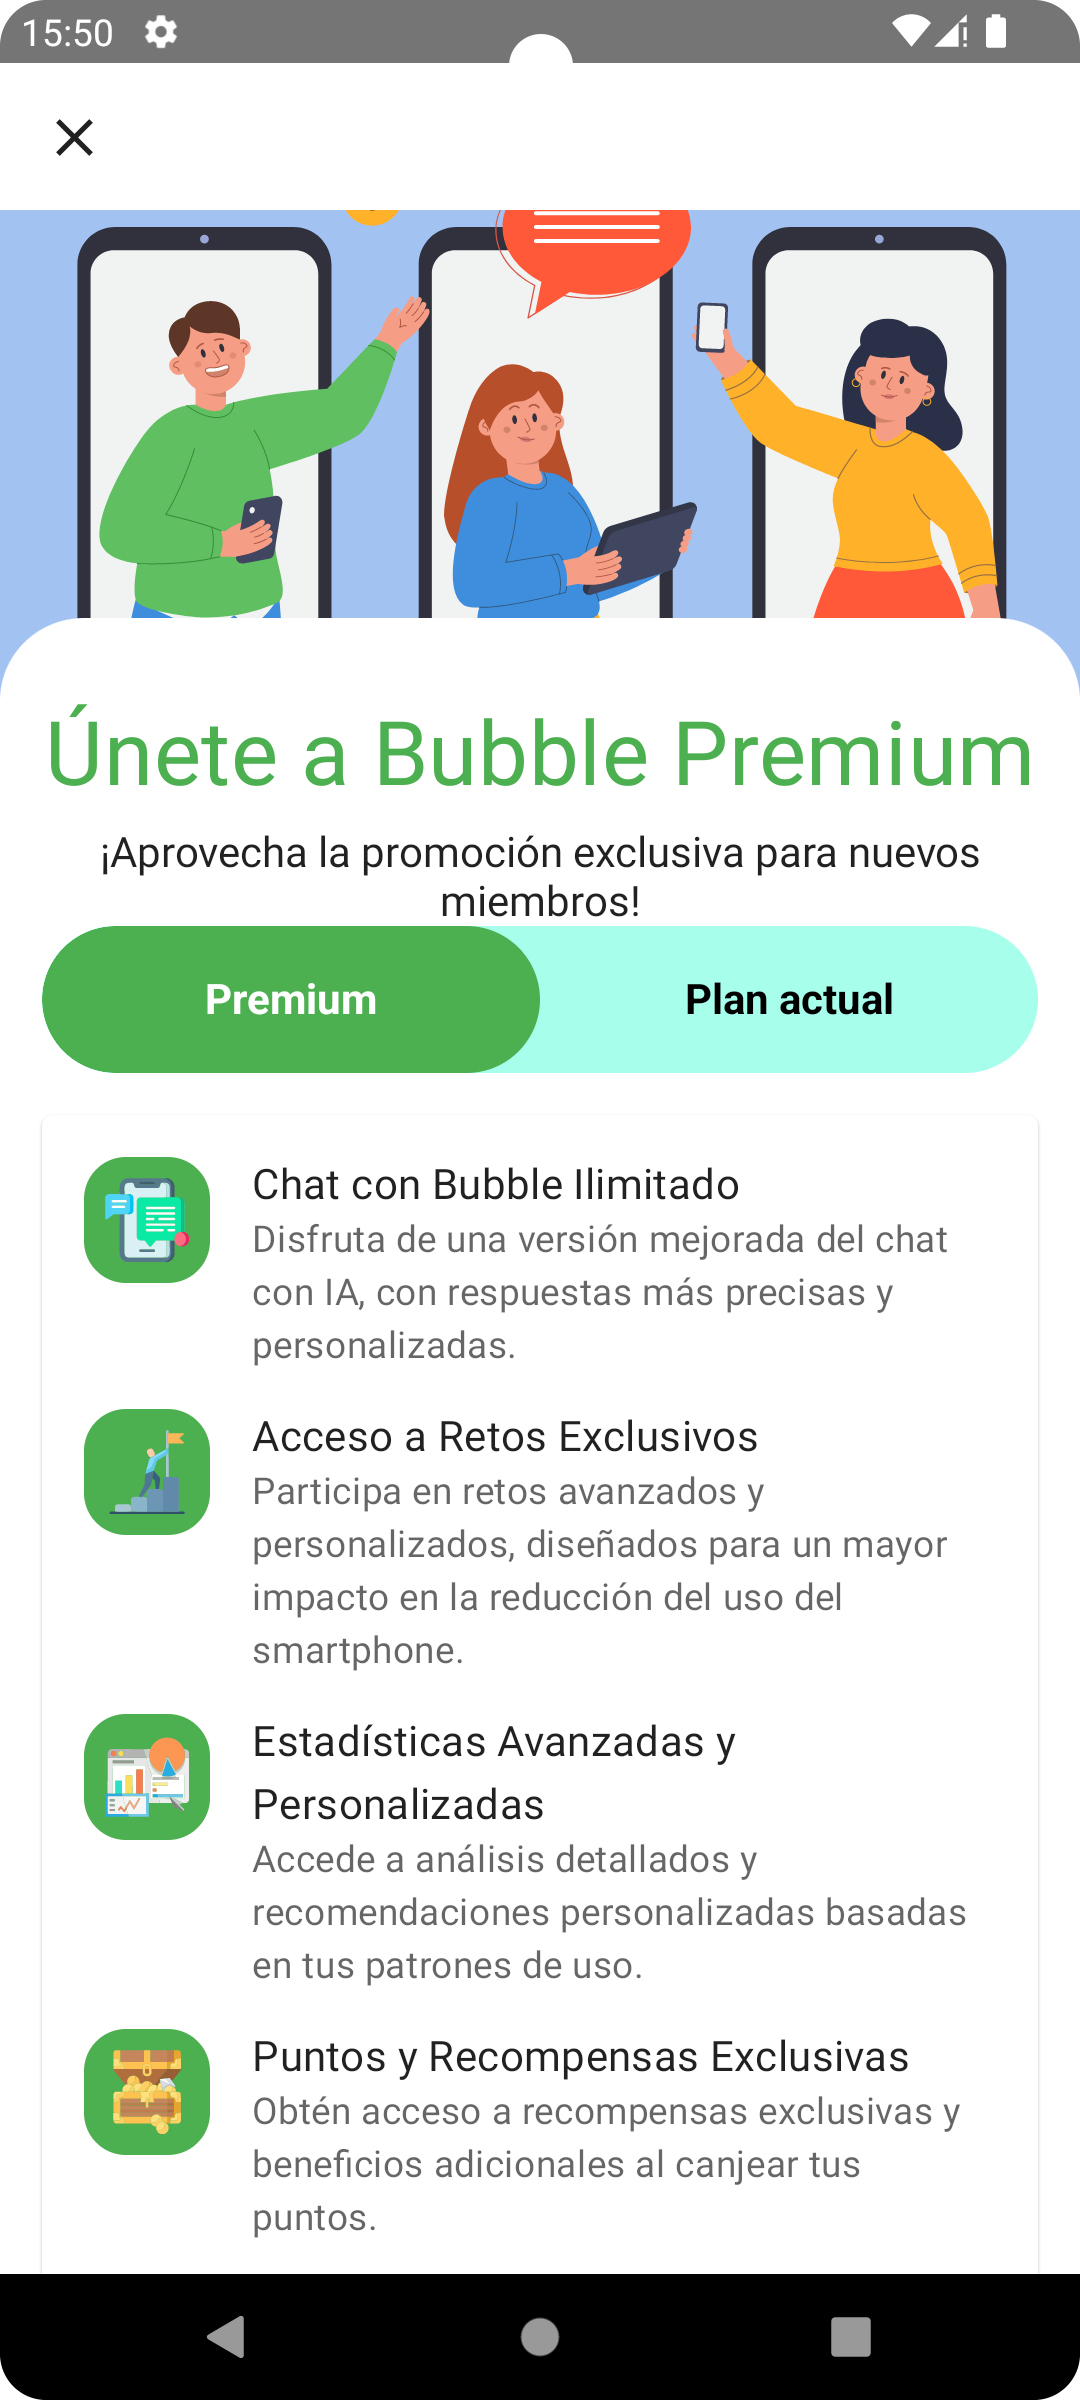 15:50
Únete a Bubble Premium
¡Aprovecha la promoción exclusiva para nuevos
miembros!
Premium
Plan actual
Chat con Bubble Ilimitado
Disfruta de una versión mejorada del chat
con IA, con respuestas más precisas y
personalizadas.
Acceso a Retos Exclusivos
Participa en retos avanzados y
personalizados, diseñados para un mayor
impacto en la reducción del uso del
smartphone.
Estadísticas Avanzadas y
Personalizadas
Accede a análisis detallados y
recomendaciones personalizadas basadas
en tus patrones de uso.
Puntos y Recompensas Exclusivas
Obtén acceso a recompensas exclusivas y
beneficios adicionales al canjear tus
puntos.